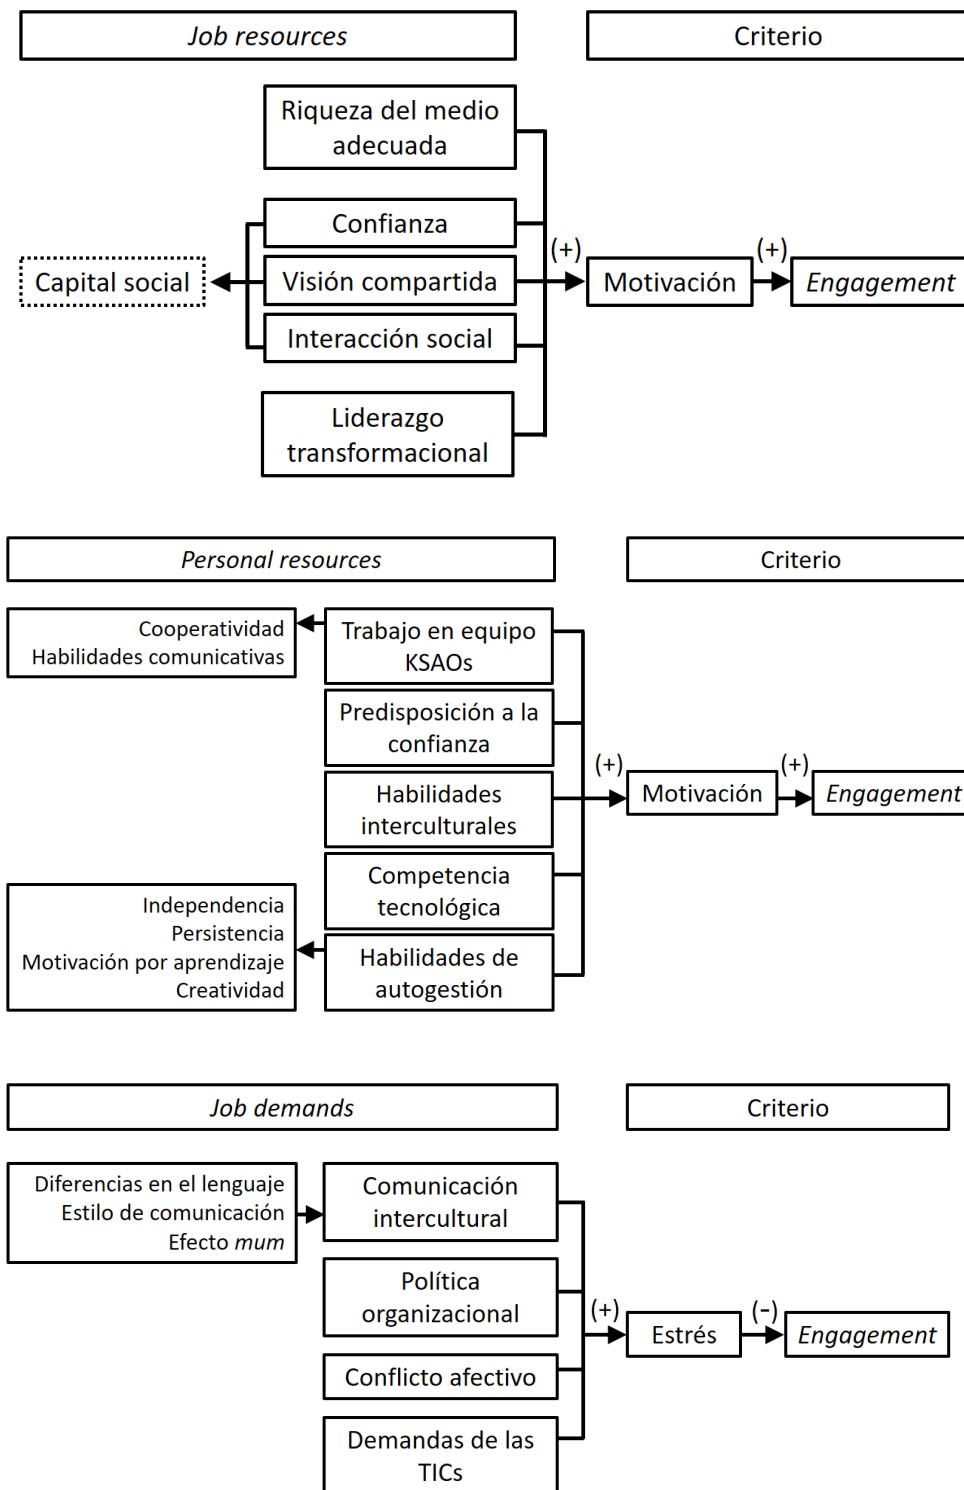 Job resources
Criterio
Riqueza del medio
adecuada
Confianza
Capital social
Visión compartida
Interacción social
Liderazgo
transformacional
(+)
Motivación
(+)
Engagement
Personal resources
Criterio
Cooperatividad
Habilidades comunicativas
Trabajo en equipo
KSAOs
Predisposición a la
confianza
Habilidades
interculturales
Competencia
tecnológica
Independencia
Persistencia
Motivación por aprendizaje
Creatividad
Habilidades de
autogestión
(+)
Motivación
(+)
Engagement
Job demands
Criterio
Diferencias en el lenguaje
Estilo de comunicación
Efecto mum
Comunicación
intercultural
Política
organizacional
Conflicto afectivo
Demandas de las
TICs
(+)
Estrés
(-)
Engagement